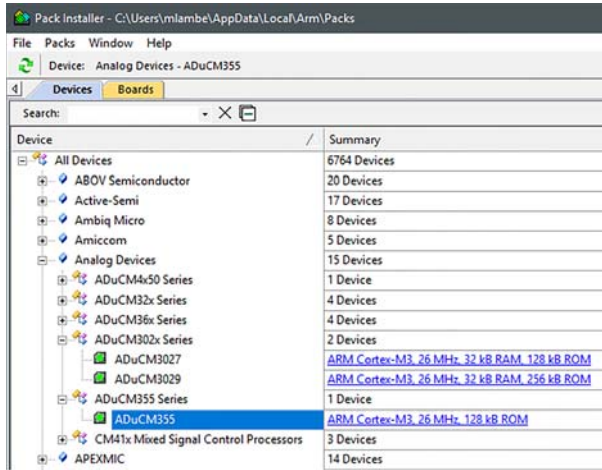 Pack Installer - C:\Users\mlambe\AppData\Local\Arm\Packs
File Packs Window Help
Device: Analog Devices - ADuCM355
Devices Boards
Search:
Device Summary
All Devices 6764 Devices
ABOV Semiconductor 20 Devices
Active-Semi 17 Devices
Ambiq Micro 8 Devices
Amiccom 5 Devices
Analog Devices 15 Devices
ADuCM4x50 Series 1 Device
ADuCM32x Series 4 Devices
ADuCM36x Series 4 Devices
ADuCM302x Series 2 Devices
ADuCM3027 ARM Cortex-M3, 26 MHz, 32 kB RAM, 128 kB ROM
ADuCM3029 ARM Cortex-M3, 26 MHz, 32 kB RAM, 256 kB ROM
ADuCM355 Series 1 Device
ADuCM355 ARM Cortex-M3, 26 MHz, 128 kB ROM
CM41x Mixed Signal Control Processors 3 Devices
APEXMIC 14 Devices